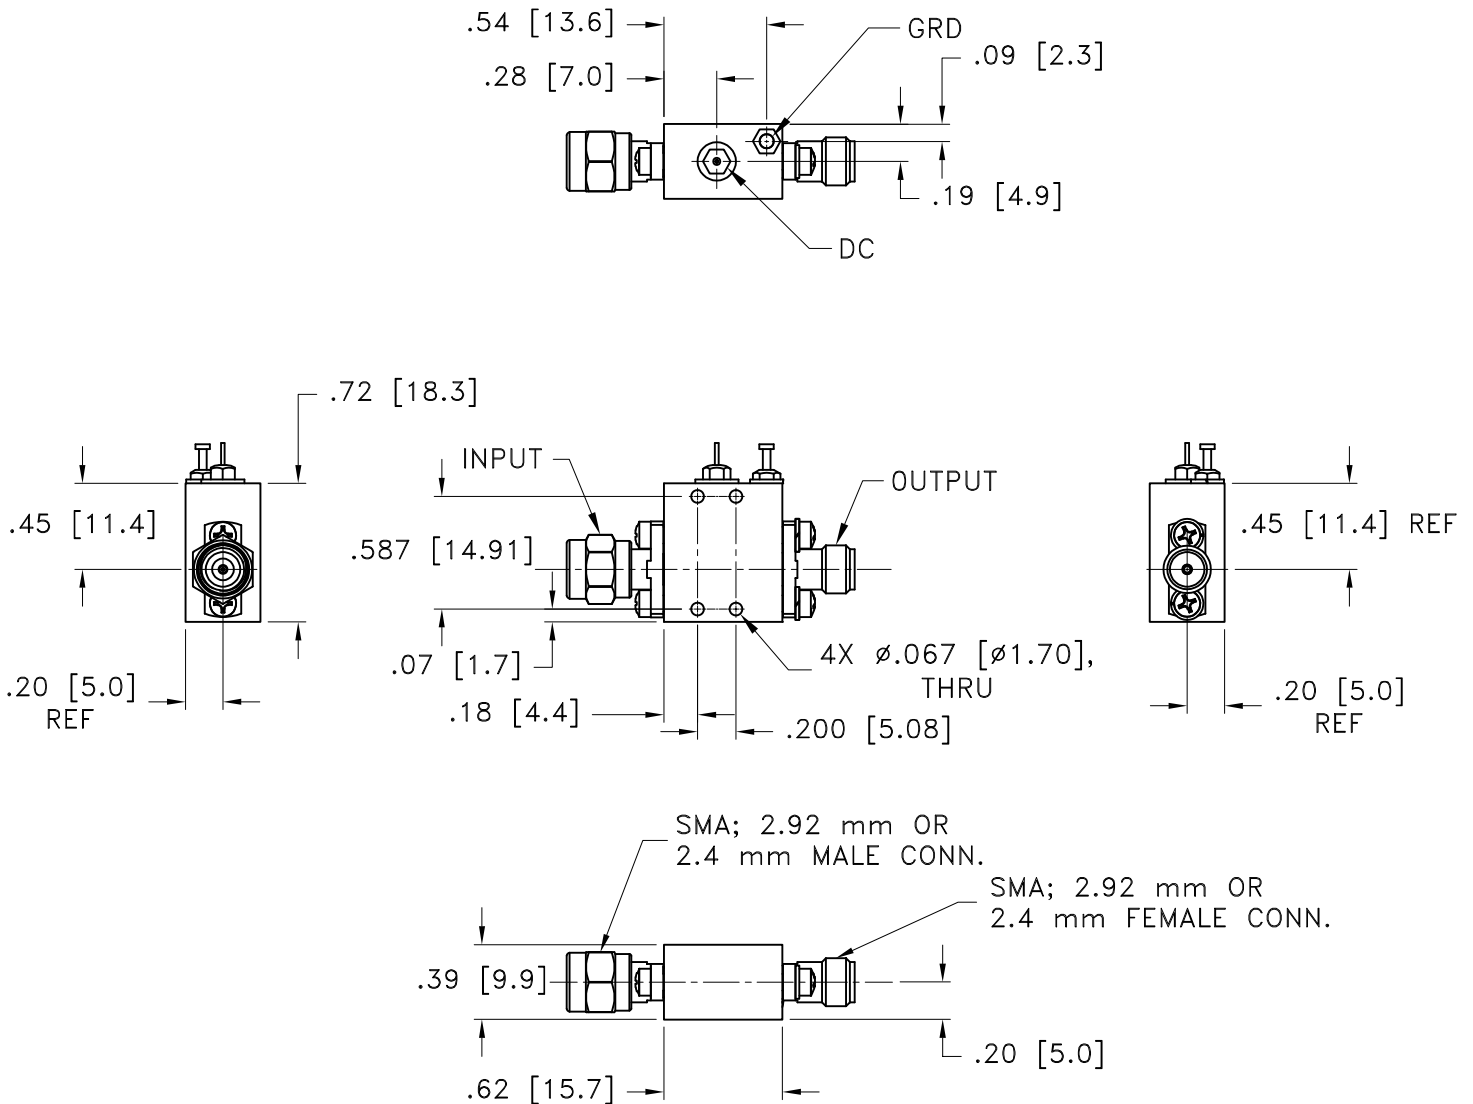 .54 [13.6]
GRD
.09 [2.3]
.28 [7.0]
.19 [4.9]
DC
.72 [18.3]
INPUT
OUTPUT
.45 [11.4]
.587 [14.91]
.45 [11.4] REF
.07 [1.7]
4X ⌀.067 [⌀1.70],
THRU
.20 [5.0]
REF
.18 [4.4]
.200 [5.08]
.20 [5.0]
REF
SMA; 2.92 mm OR
2.4 mm MALE CONN.
SMA; 2.92 mm OR
2.4 mm FEMALE CONN.
.39 [9.9]
.20 [5.0]
.62 [15.7]